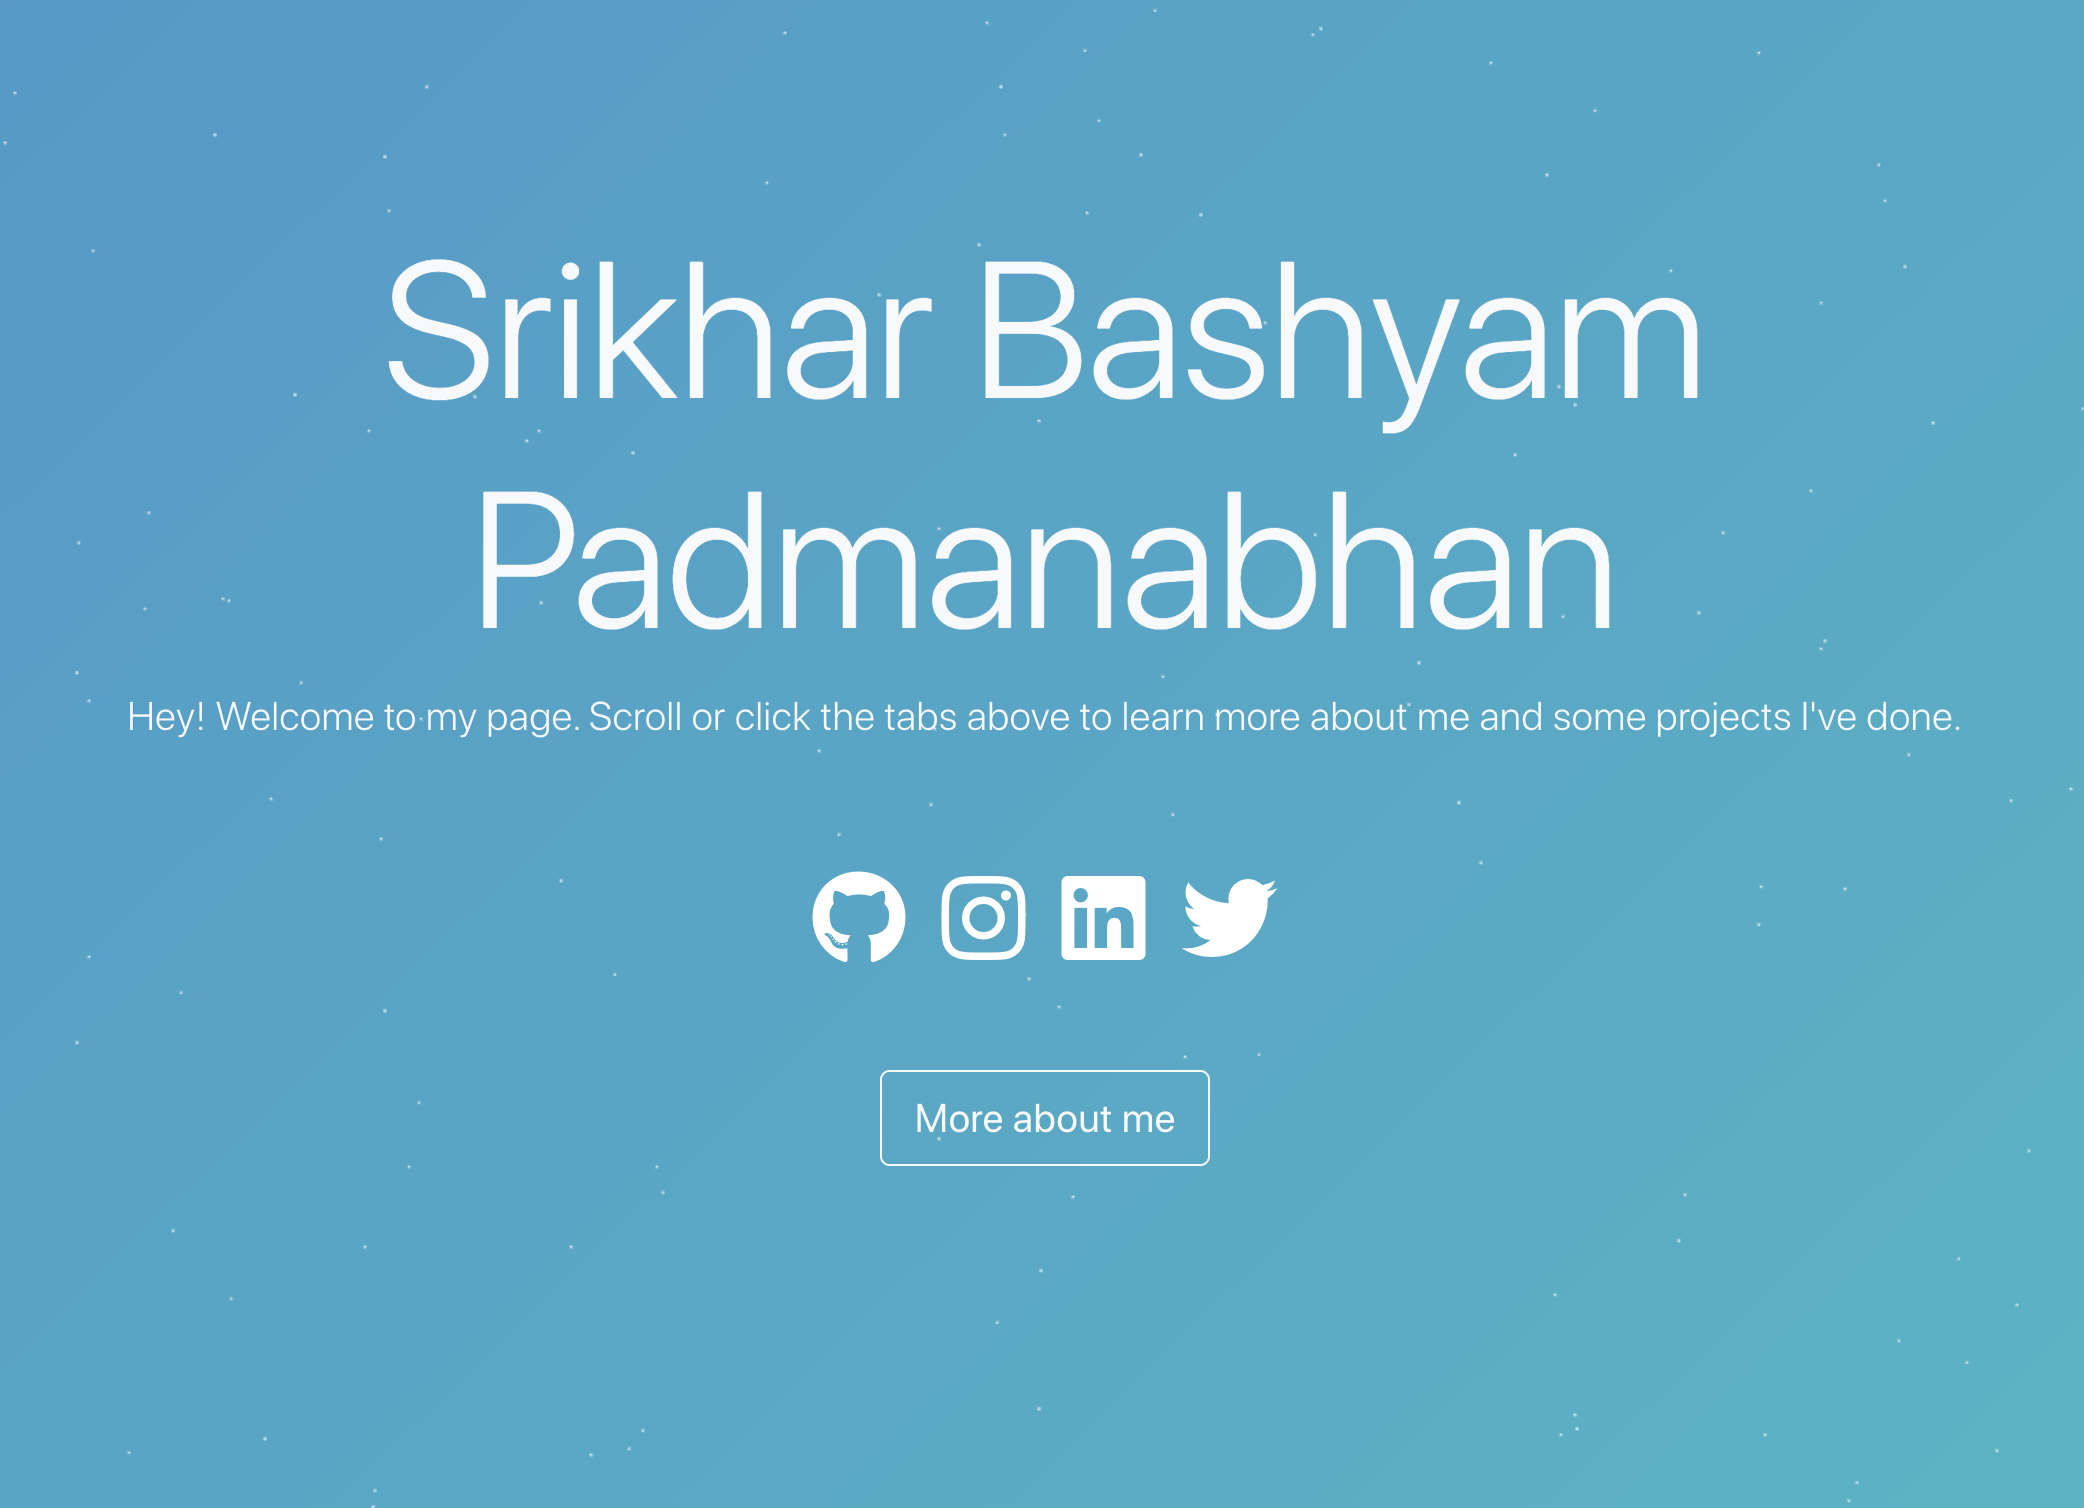 Srikhar Bashyam
Padmanabhan
Hey! Welcome to my page. Scroll or click the tabs above to learn more about me and some projects I've done.
in
More about me